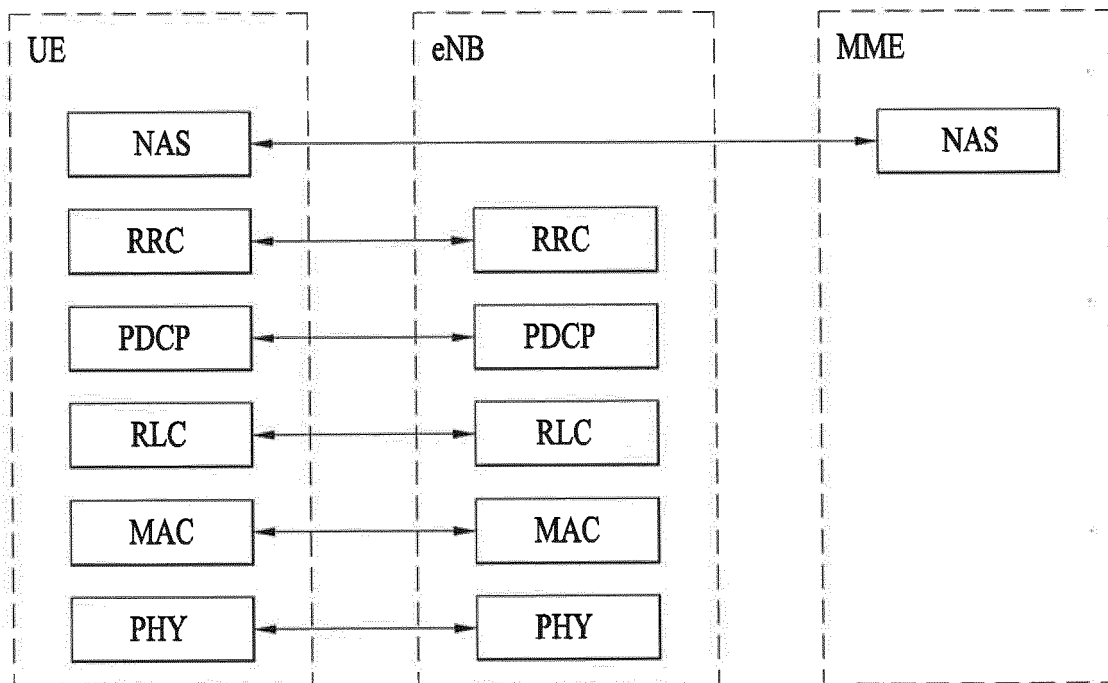 UE eNB MME
NAS NAS
RRC RRC
PDCP PDCP
RLC RLC
MAC MAC
PHY PHY